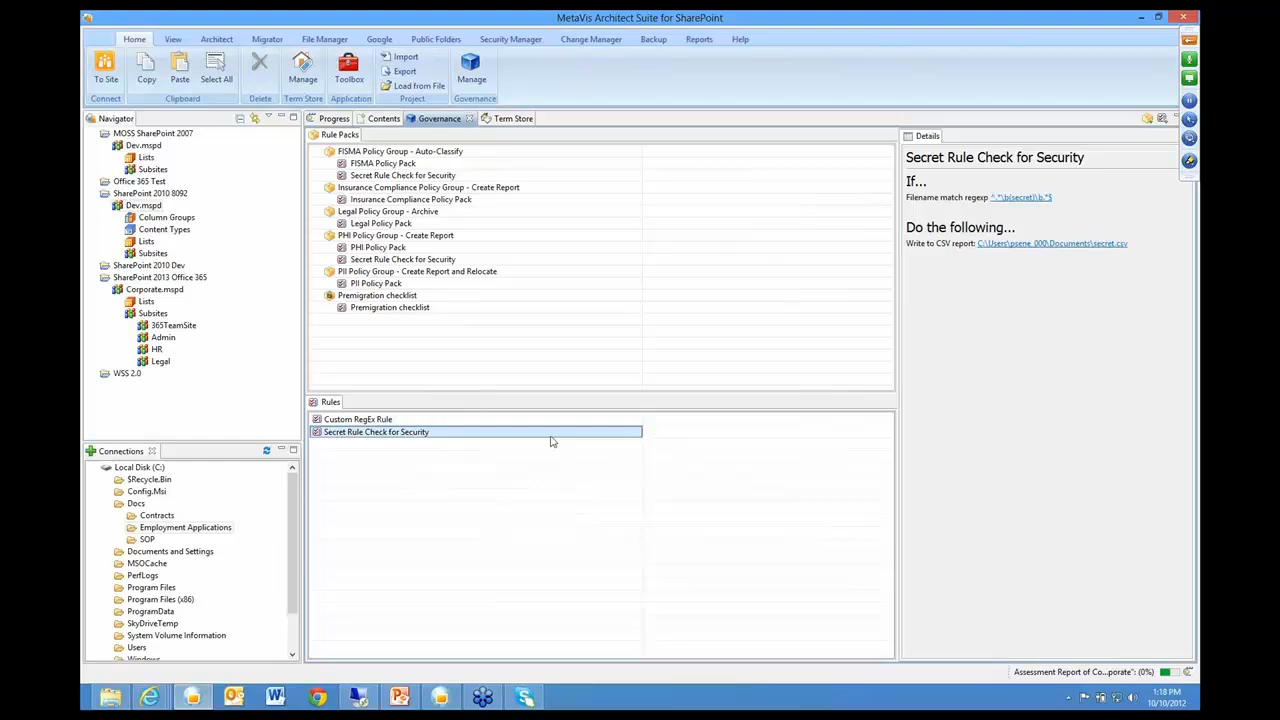 MetaVis Architect Suite for SharePoint
Home View Architect Migrator File Manager Google Public Folders Security Manager Change Manager Backup Reports Help
To Site Copy Paste Select All Manage Toolbox Import Export Load from File Manage
Connect Clipboard Delete Term Store Application Project Governance
Navigator
MOSS SharePoint 2007
Dev.mspd
Lists
Subsites
Office 365 Test
SharePoint 2010 8092
Dev.mspd
Column Groups
Content Types
Lists
Subsites
SharePoint 2010 Dev
SharePoint 2013 Office 365
Corporate.mspd
Lists
Subsites
365TeamSite
Admin
HR
Legal
WSS 2.0
Connections
Local Disk (C:)
$Recycle.Bin
Config.Msi
Docs
Contracts
Employment Applications
SOP
Documents and Settings
MSOCache
PerfLogs
Program Files
Program Files (x86)
ProgramData
SkyDriveTemp
System Volume Information
Users
Windows
Progress Contents Governance Term Store
Rule Packs
FISMA Policy Group - Auto-Classify
FISMA Policy Pack
Secret Rule Check for Security
Insurance Compliance Policy Group - Create Report
Insurance Compliance Policy Pack
Legal Policy Group - Archive
Legal Policy Pack
PHI Policy Group - Create Report
PHI Policy Pack
Secret Rule Check for Security
PII Policy Group - Create Report and Relocate
PII Policy Pack
Premigration checklist
Premigration checklist
Rules
Custom RegEx Rule
Secret Rule Check for Security
Details
Secret Rule Check for Security
If...
Filename match regexp ^.*\b(secret)\b.*$
Do the following...
Write to CSV report: C:\Users\psene_000\Documents\secret.csv
Assessment Report of Co...porate": (0%)
1:18 PM
10/10/2012